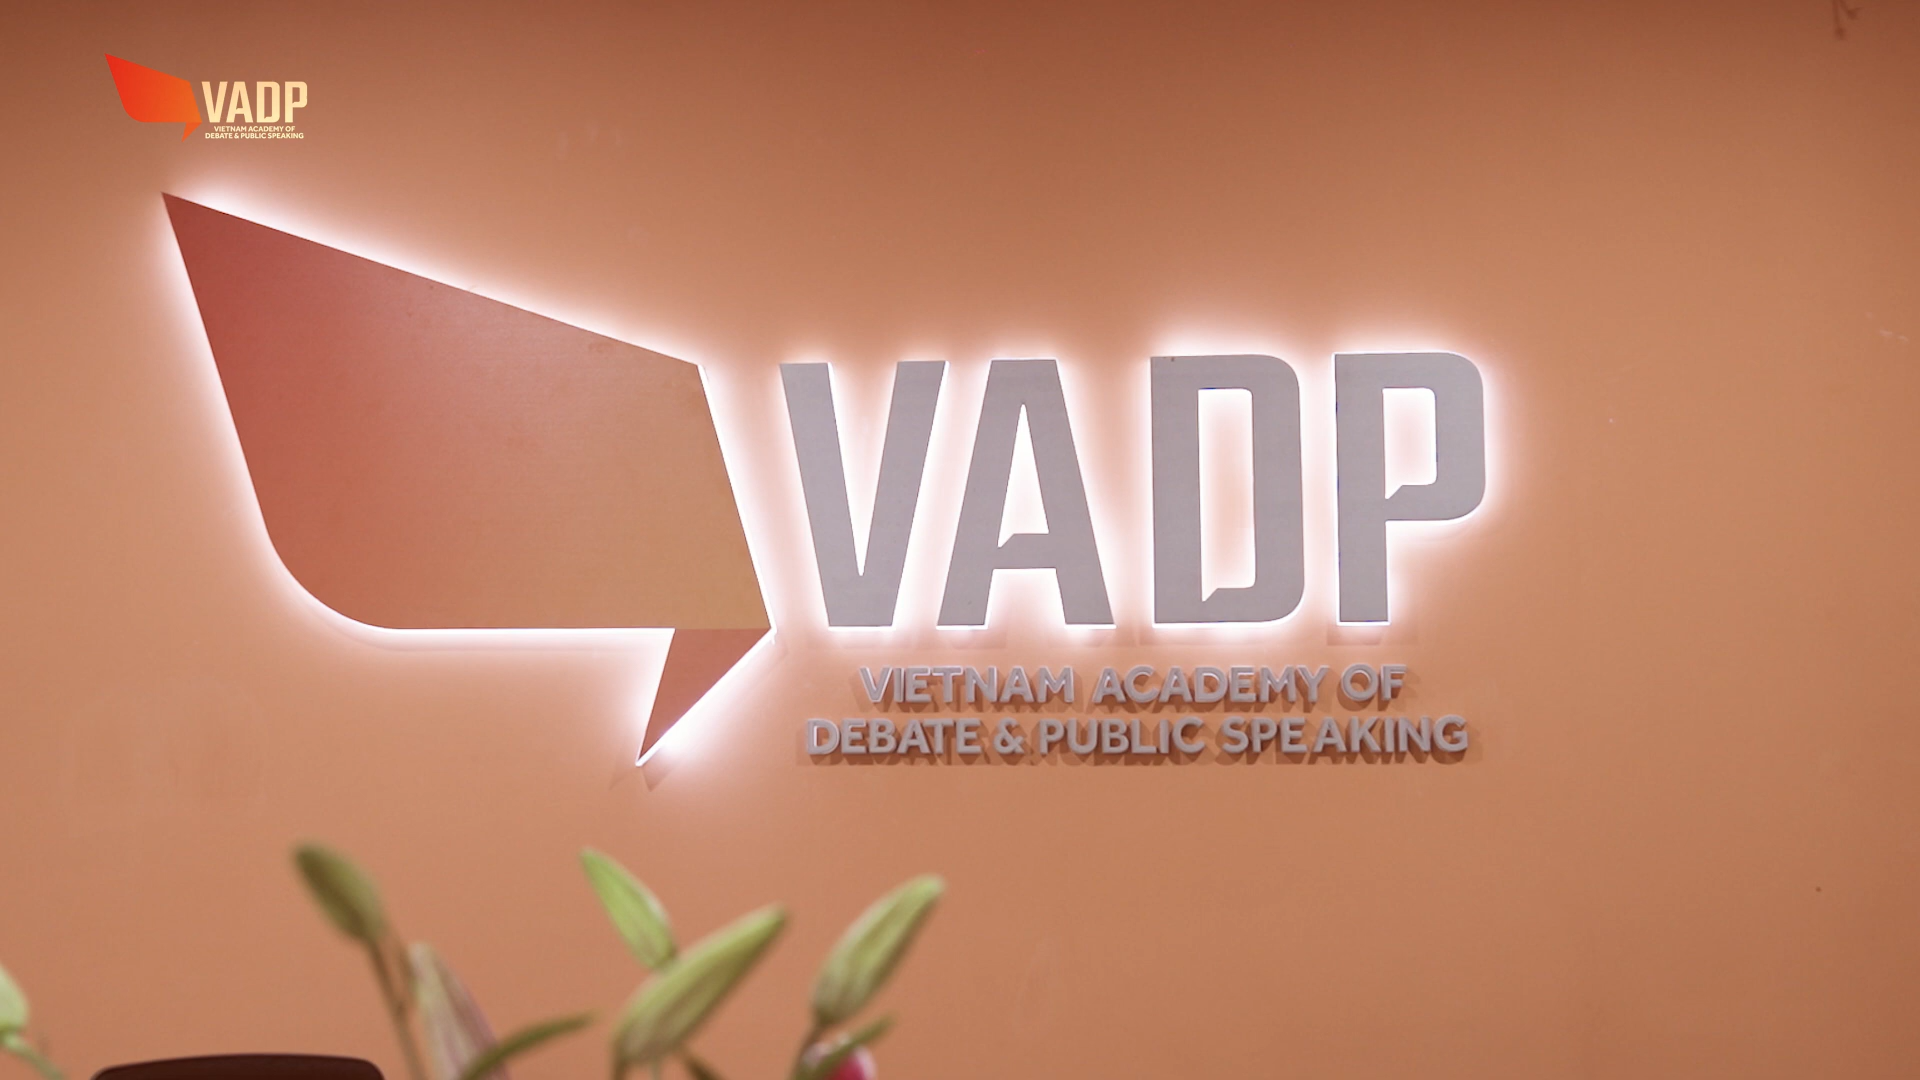 VADP
VIETNAM ACADEMY OF
DEBATE & PUBLIC SPEAKING
VADP
VIETNAM ACADEMY OF
DEBATE & PUBLIC SPEAKING